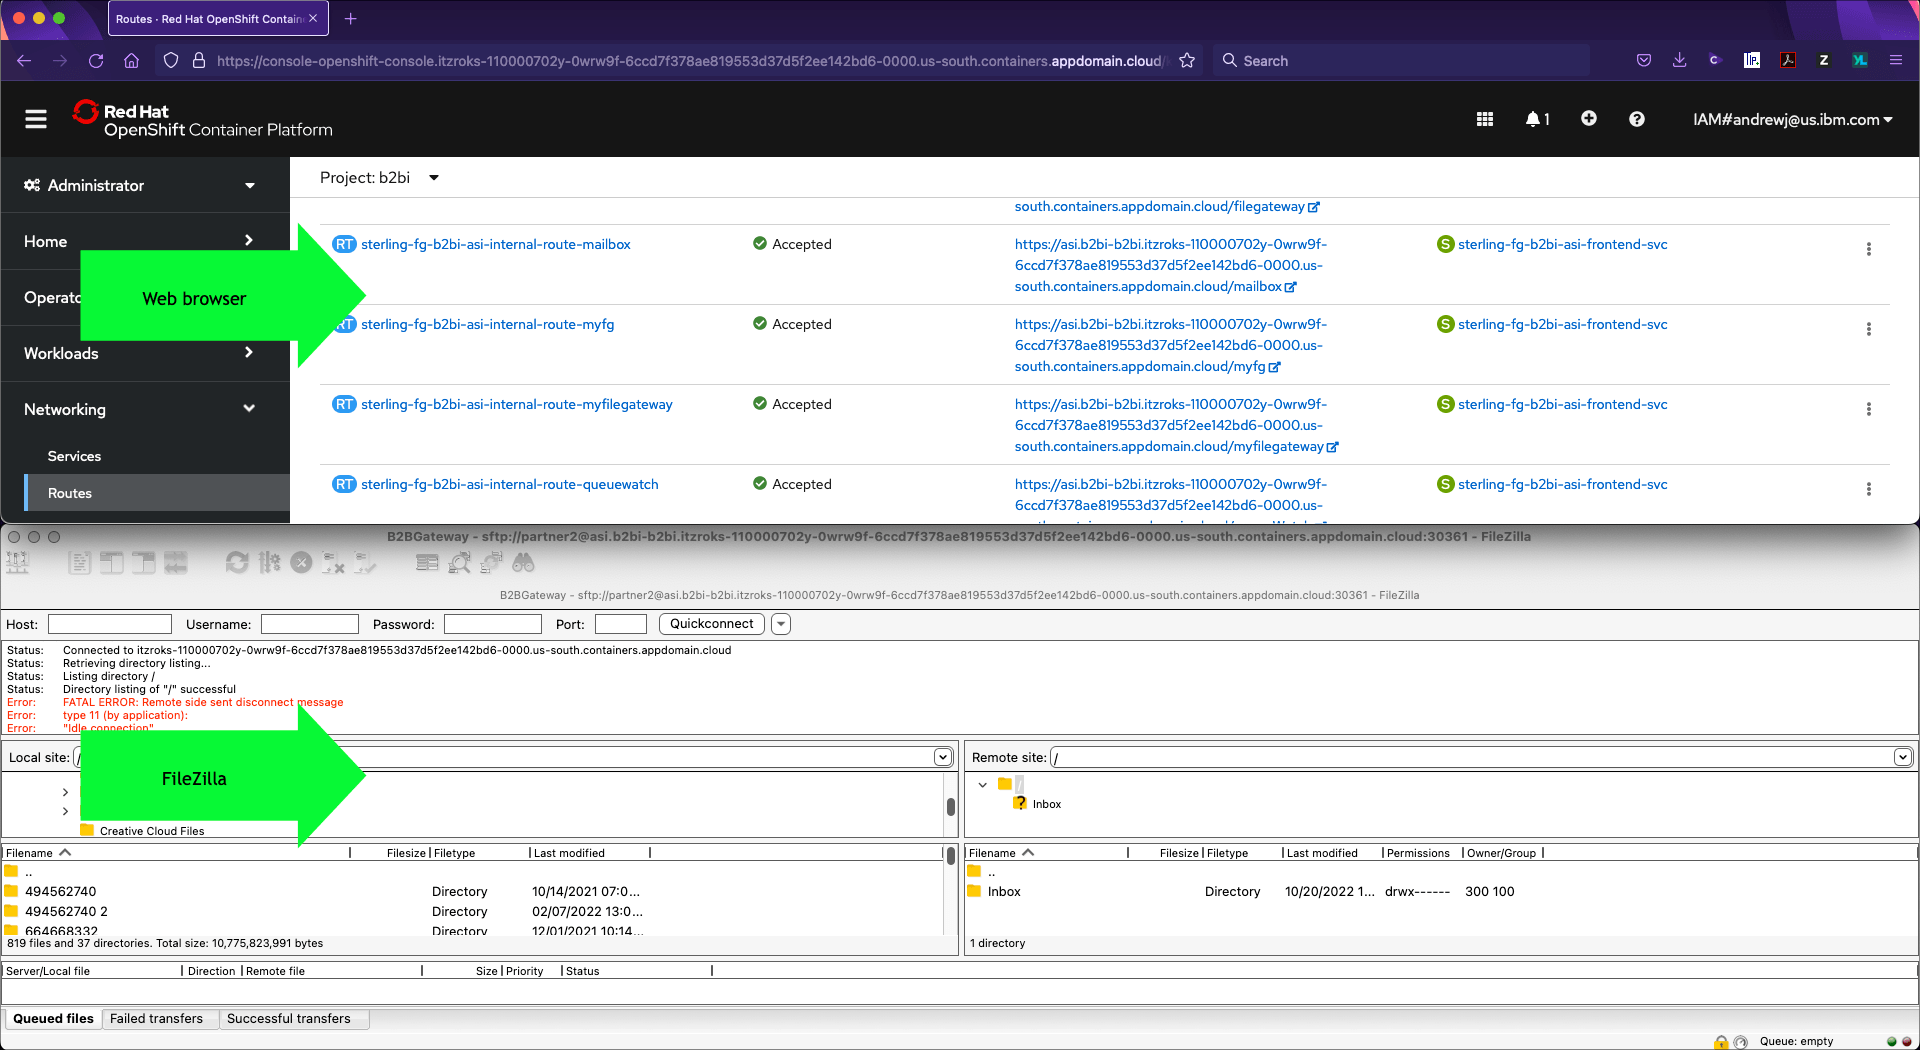 Routes · Red Hat OpenShift Contain
https://console-openshift-console.itzroks-110000702y-0wrw9f-6ccd7f378ae819553d37d5f2ee142bd6-0000.us-south.containers.appdomain.cloud/
Search
Red Hat
OpenShift Container Platform
1
IAM#andrewj@us.ibm.com
Administrator
Home
Operato
Workloads
Networking
Services
Routes
Web browser
Project: b2bi
south.containers.appdomain.cloud/filegateway
RT sterling-fg-b2bi-asi-internal-route-mailbox
Accepted
https://asi.b2bi-b2bi.itzroks-110000702y-0wrw9f-
6ccd7f378ae819553d37d5f2ee142bd6-0000.us-
south.containers.appdomain.cloud/mailbox
S sterling-fg-b2bi-asi-frontend-svc
RT sterling-fg-b2bi-asi-internal-route-myfg
Accepted
https://asi.b2bi-b2bi.itzroks-110000702y-0wrw9f-
6ccd7f378ae819553d37d5f2ee142bd6-0000.us-
south.containers.appdomain.cloud/myfg
S sterling-fg-b2bi-asi-frontend-svc
RT sterling-fg-b2bi-asi-internal-route-myfilegateway
Accepted
https://asi.b2bi-b2bi.itzroks-110000702y-0wrw9f-
6ccd7f378ae819553d37d5f2ee142bd6-0000.us-
south.containers.appdomain.cloud/myfilegateway
S sterling-fg-b2bi-asi-frontend-svc
RT sterling-fg-b2bi-asi-internal-route-queuewatch
Accepted
https://asi.b2bi-b2bi.itzroks-110000702y-0wrw9f-
6ccd7f378ae819553d37d5f2ee142bd6-0000.us-
S sterling-fg-b2bi-asi-frontend-svc
B2BGateway - sftp://partner2@asi.b2bi-b2bi.itzroks-110000702y-0wrw9f-6ccd7f378ae819553d37d5f2ee142bd6-0000.us-south.containers.appdomain.cloud:30361 - FileZilla
B2BGateway - sftp://partner2@asi.b2bi-b2bi.itzroks-110000702y-0wrw9f-6ccd7f378ae819553d37d5f2ee142bd6-0000.us-south.containers.appdomain.cloud:30361 - FileZilla
Host: Username: Password: Port: Quickconnect
Status: Connected to itzroks-110000702y-0wrw9f-6ccd7f378ae819553d37d5f2ee142bd6-0000.us-south.containers.appdomain.cloud
Status: Retrieving directory listing...
Status: Listing directory /
Status: Directory listing of "/" successful
Error: FATAL ERROR: Remote side sent disconnect message
Error: type 11 (by application):
Error: "Idle connection"
Local site: /
FileZilla
Creative Cloud Files
Filename Filesize Filetype Last modified
..
494562740 Directory 10/14/2021 07:0...
494562740 2 Directory 02/07/2022 13:0...
664668332 Directory 12/01/2021 10:14...
819 files and 37 directories. Total size: 10,775,823,991 bytes
Remote site: /
/
? Inbox
Filename Filesize Filetype Last modified Permissions Owner/Group
..
Inbox Directory 10/20/2022 1... drwx------ 300 100
1 directory
Server/Local file Direction Remote file Size Priority Status
Queued files Failed transfers Successful transfers
Queue: empty